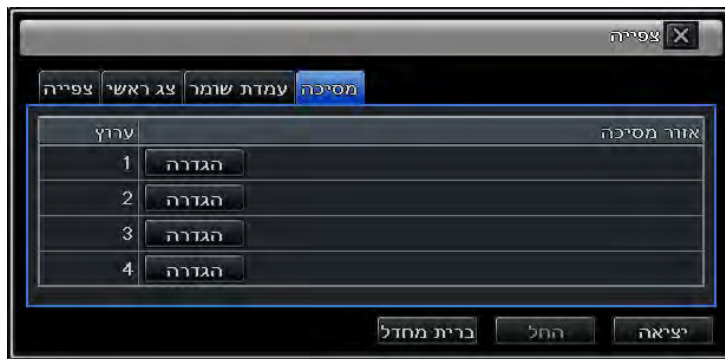 צפייה
צפייה צג ראשי עמדת שומר מסיכה
ערוץ אזור מסיכה
1 הגדרה
2 הגדרה
3 הגדרה
4 הגדרה
ברית מחדל החל יציאה